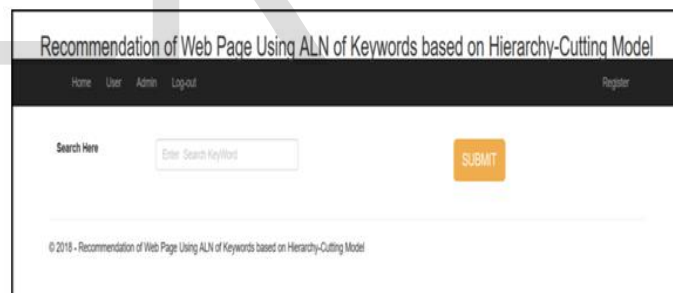 Recommendation of Web Page Using ALN of Keywords based on Hierarchy-Cutting Model
Home User Admin Log-out Register
Search Here Enter Search KeyWord SUBMIT
© 2018 - Recommendation of Web Page Using ALN of Keywords based on Hierarchy-Cutting Model